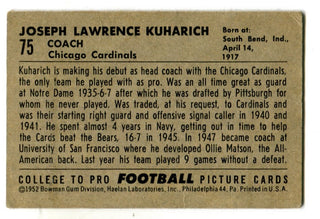 JOSEPH LAWRENCE KUHARICH
75
COACH
Chicago Cardinals
Born at:
South Bend, Ind.,
April 14,
1917
Kuharich is making his debut as head coach with the Chicago Cardinals,
the only team he played with as a pro. Was an all time great as guard
at Notre Dame 1935-6-7 after which he was drafted by Pittsburgh for
whom he never played. Was traded, at his request, to Cardinals and
was their starting right guard and offensive signal caller in 1940 and
1941. He spent almost 4 years in Navy, getting out in time to help
the Cards beat the Bears, 16-7 in 1945. In 1947 became coach at
University of San Francisco where he developed Ollie Matson, the All-
American back. Last year his team played 9 games without a defeat.
COLLEGE TO PRO FOOTBALL PICTURE CARDS
©1952 Bowman Gum Division, Haelan Laboratories, Inc., Philadelphia 44, Pa. Printed in U.S.A.